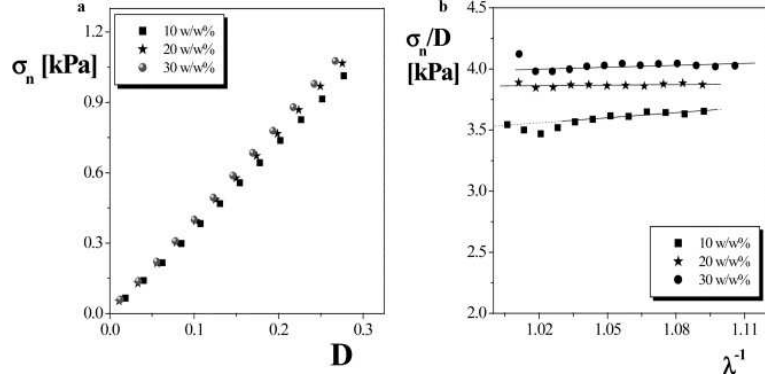 a
σn [kPa]
1.2
0.9
0.6
0.3
0.0
10 w/w%
20 w/w%
30 w/w%
0.0 0.1 0.2 0.3
D
b
σn/D
[kPa]
4.5
4.0
3.5
3.0
2.5
2.0
10 w/w%
20 w/w%
30 w/w%
1.02 1.05 1.08 1.11
λ-1